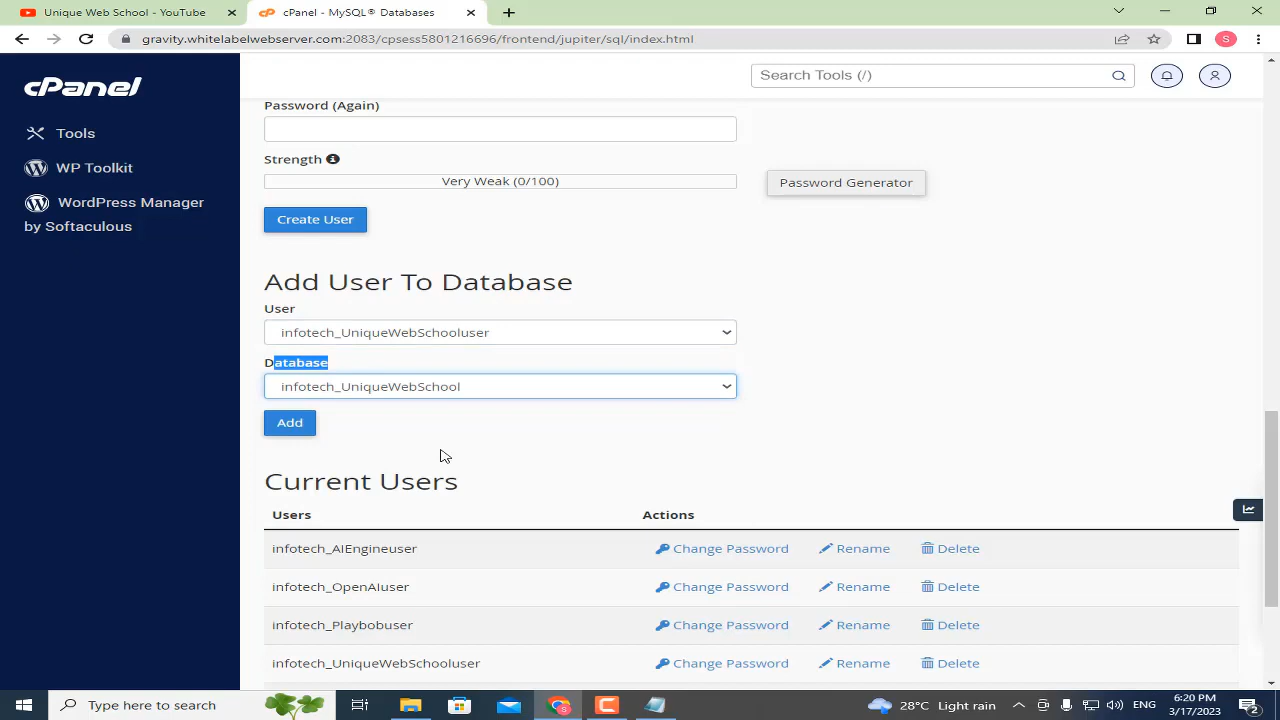 Unique Web School - YouTube
cPanel - MySQL® Databases
gravity.whitelabelwebserver.com:2083/cpsess5801216696/frontend/jupiter/sql/index.html
S
cPanel
Search Tools (/)
Tools
WP Toolkit
WordPress Manager
by Softaculous
Password (Again)
Strength
Very Weak (0/100)
Password Generator
Create User
Add User To Database
User
infotech_UniqueWebSchooluser
Database
infotech_UniqueWebSchool
Add
Current Users
Users Actions
infotech_AIEngineuser Change Password Rename Delete
infotech_OpenAIuser Change Password Rename Delete
infotech_Playbobuser Change Password Rename Delete
infotech_UniqueWebSchooluser Change Password Rename Delete
Type here to search
28°C Light rain
ENG
6:20 PM
3/17/2023
2